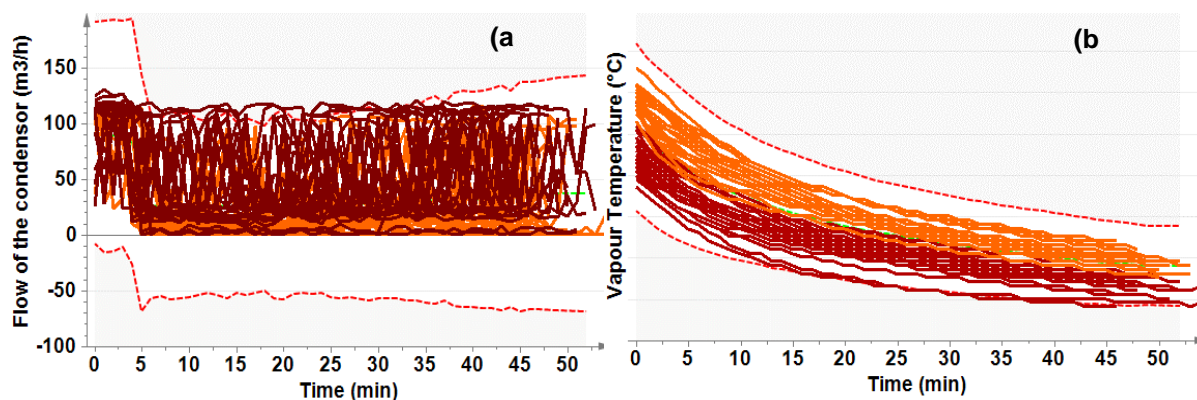 (a
(b)
Flow of the condensor (m3/h)
150
100
50
0
-50
-100
0 5 10 15 20 25 30 35 40 45 50
Time (min)
Vapour Temperature (°C)
0 5 10 15 20 25 30 35 40 45 50
Time (min)